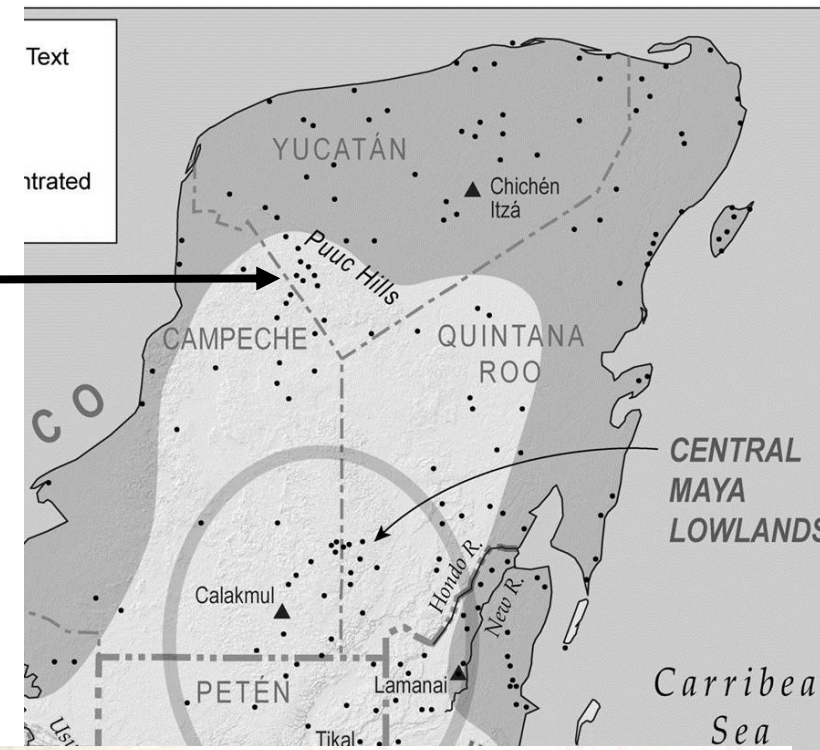 Text
ntrated
YUCATÁN
Chichén
Itzá
Puuc Hills
CAMPECHE
QUINTANA
ROO
CO
CENTRAL
MAYA
LOWLANDS
Hondo R.
New R.
Calakmul
PETÉN
Lamanai
Carribea
Sea
Usu
Tikal